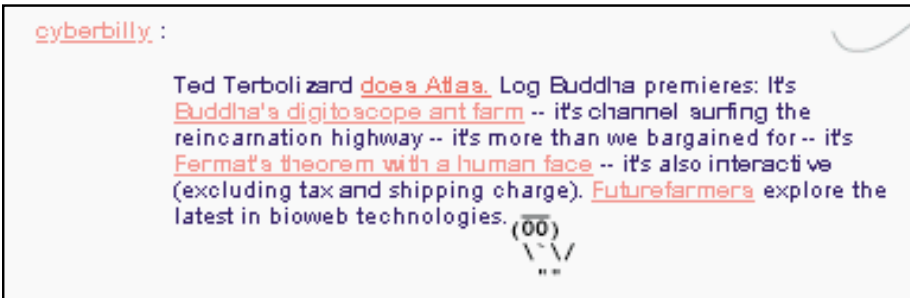 cyberbilly :
Ted Terbolizard does Atlas. Log Buddha premieres: It's
Buddha's digitoscope ant farm -- it's channel surfing the
reincarnation highway -- it's more than we bargained for -- it's
Fermat's theorem with a human face -- it's also interactive
(excluding tax and shipping charge). Futurefarmers explore the
latest in bioweb technologies.